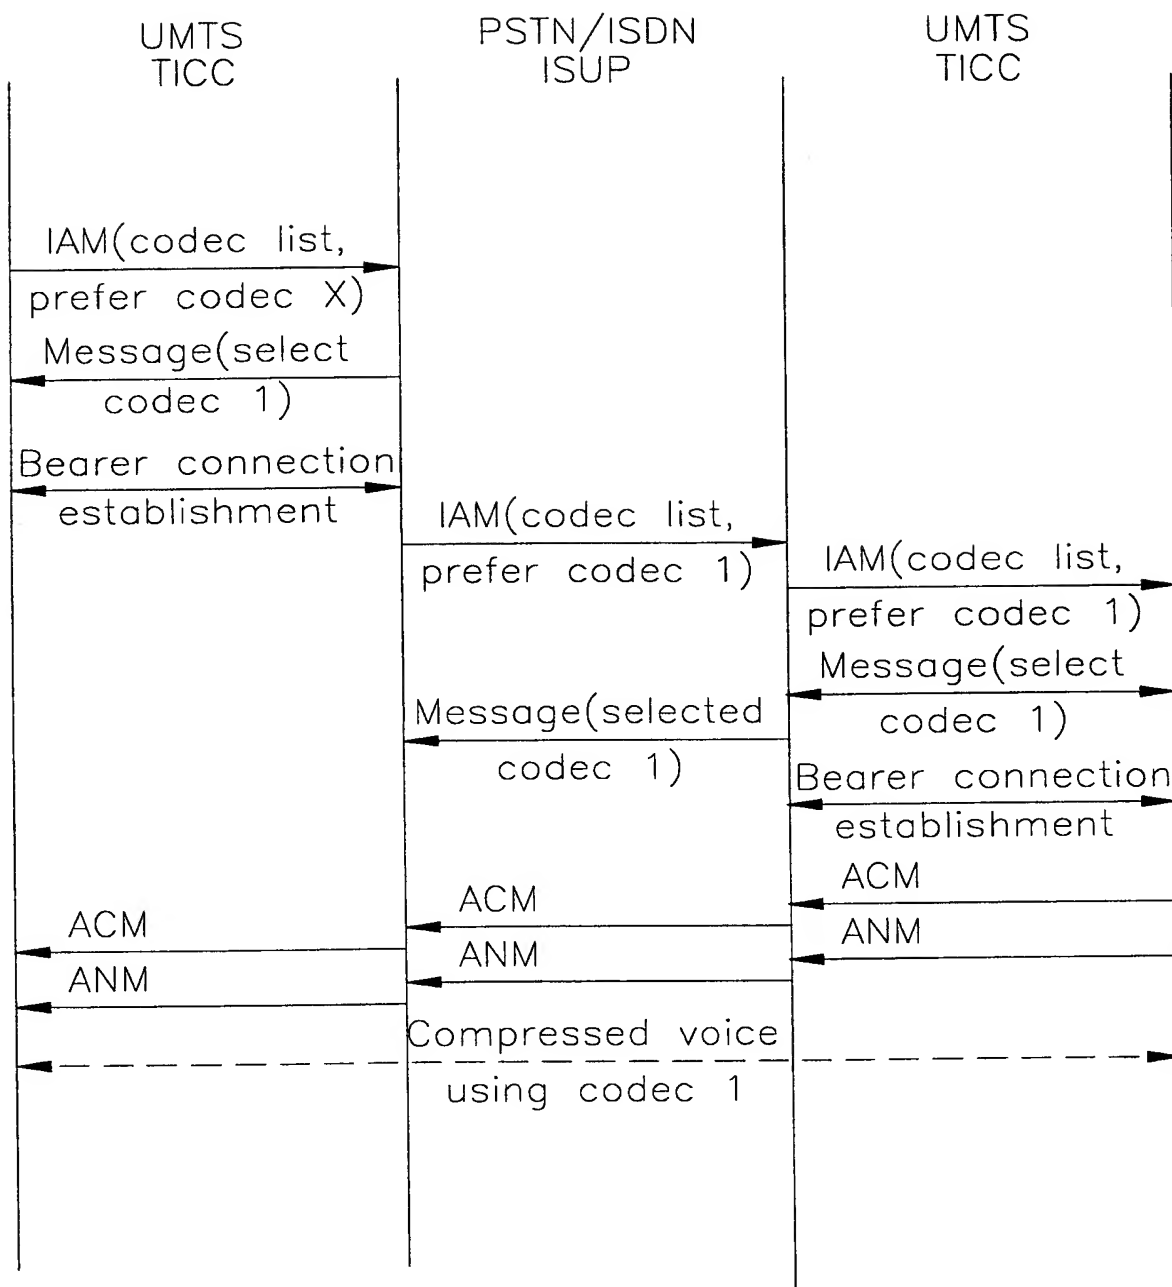 UMTS
TICC
PSTN/ISDN
ISUP
UMTS
TICC
IAM(codec list,
prefer codec X)
Message(select
codec 1)
Bearer connection
establishment
IAM(codec list,
prefer codec 1)
IAM(codec list,
prefer codec 1)
Message(select
codec 1)
Message(selected
codec 1)
Bearer connection
establishment
ACM
ACM
ACM
ANM
ANM
ANM
Compressed voice
using codec 1